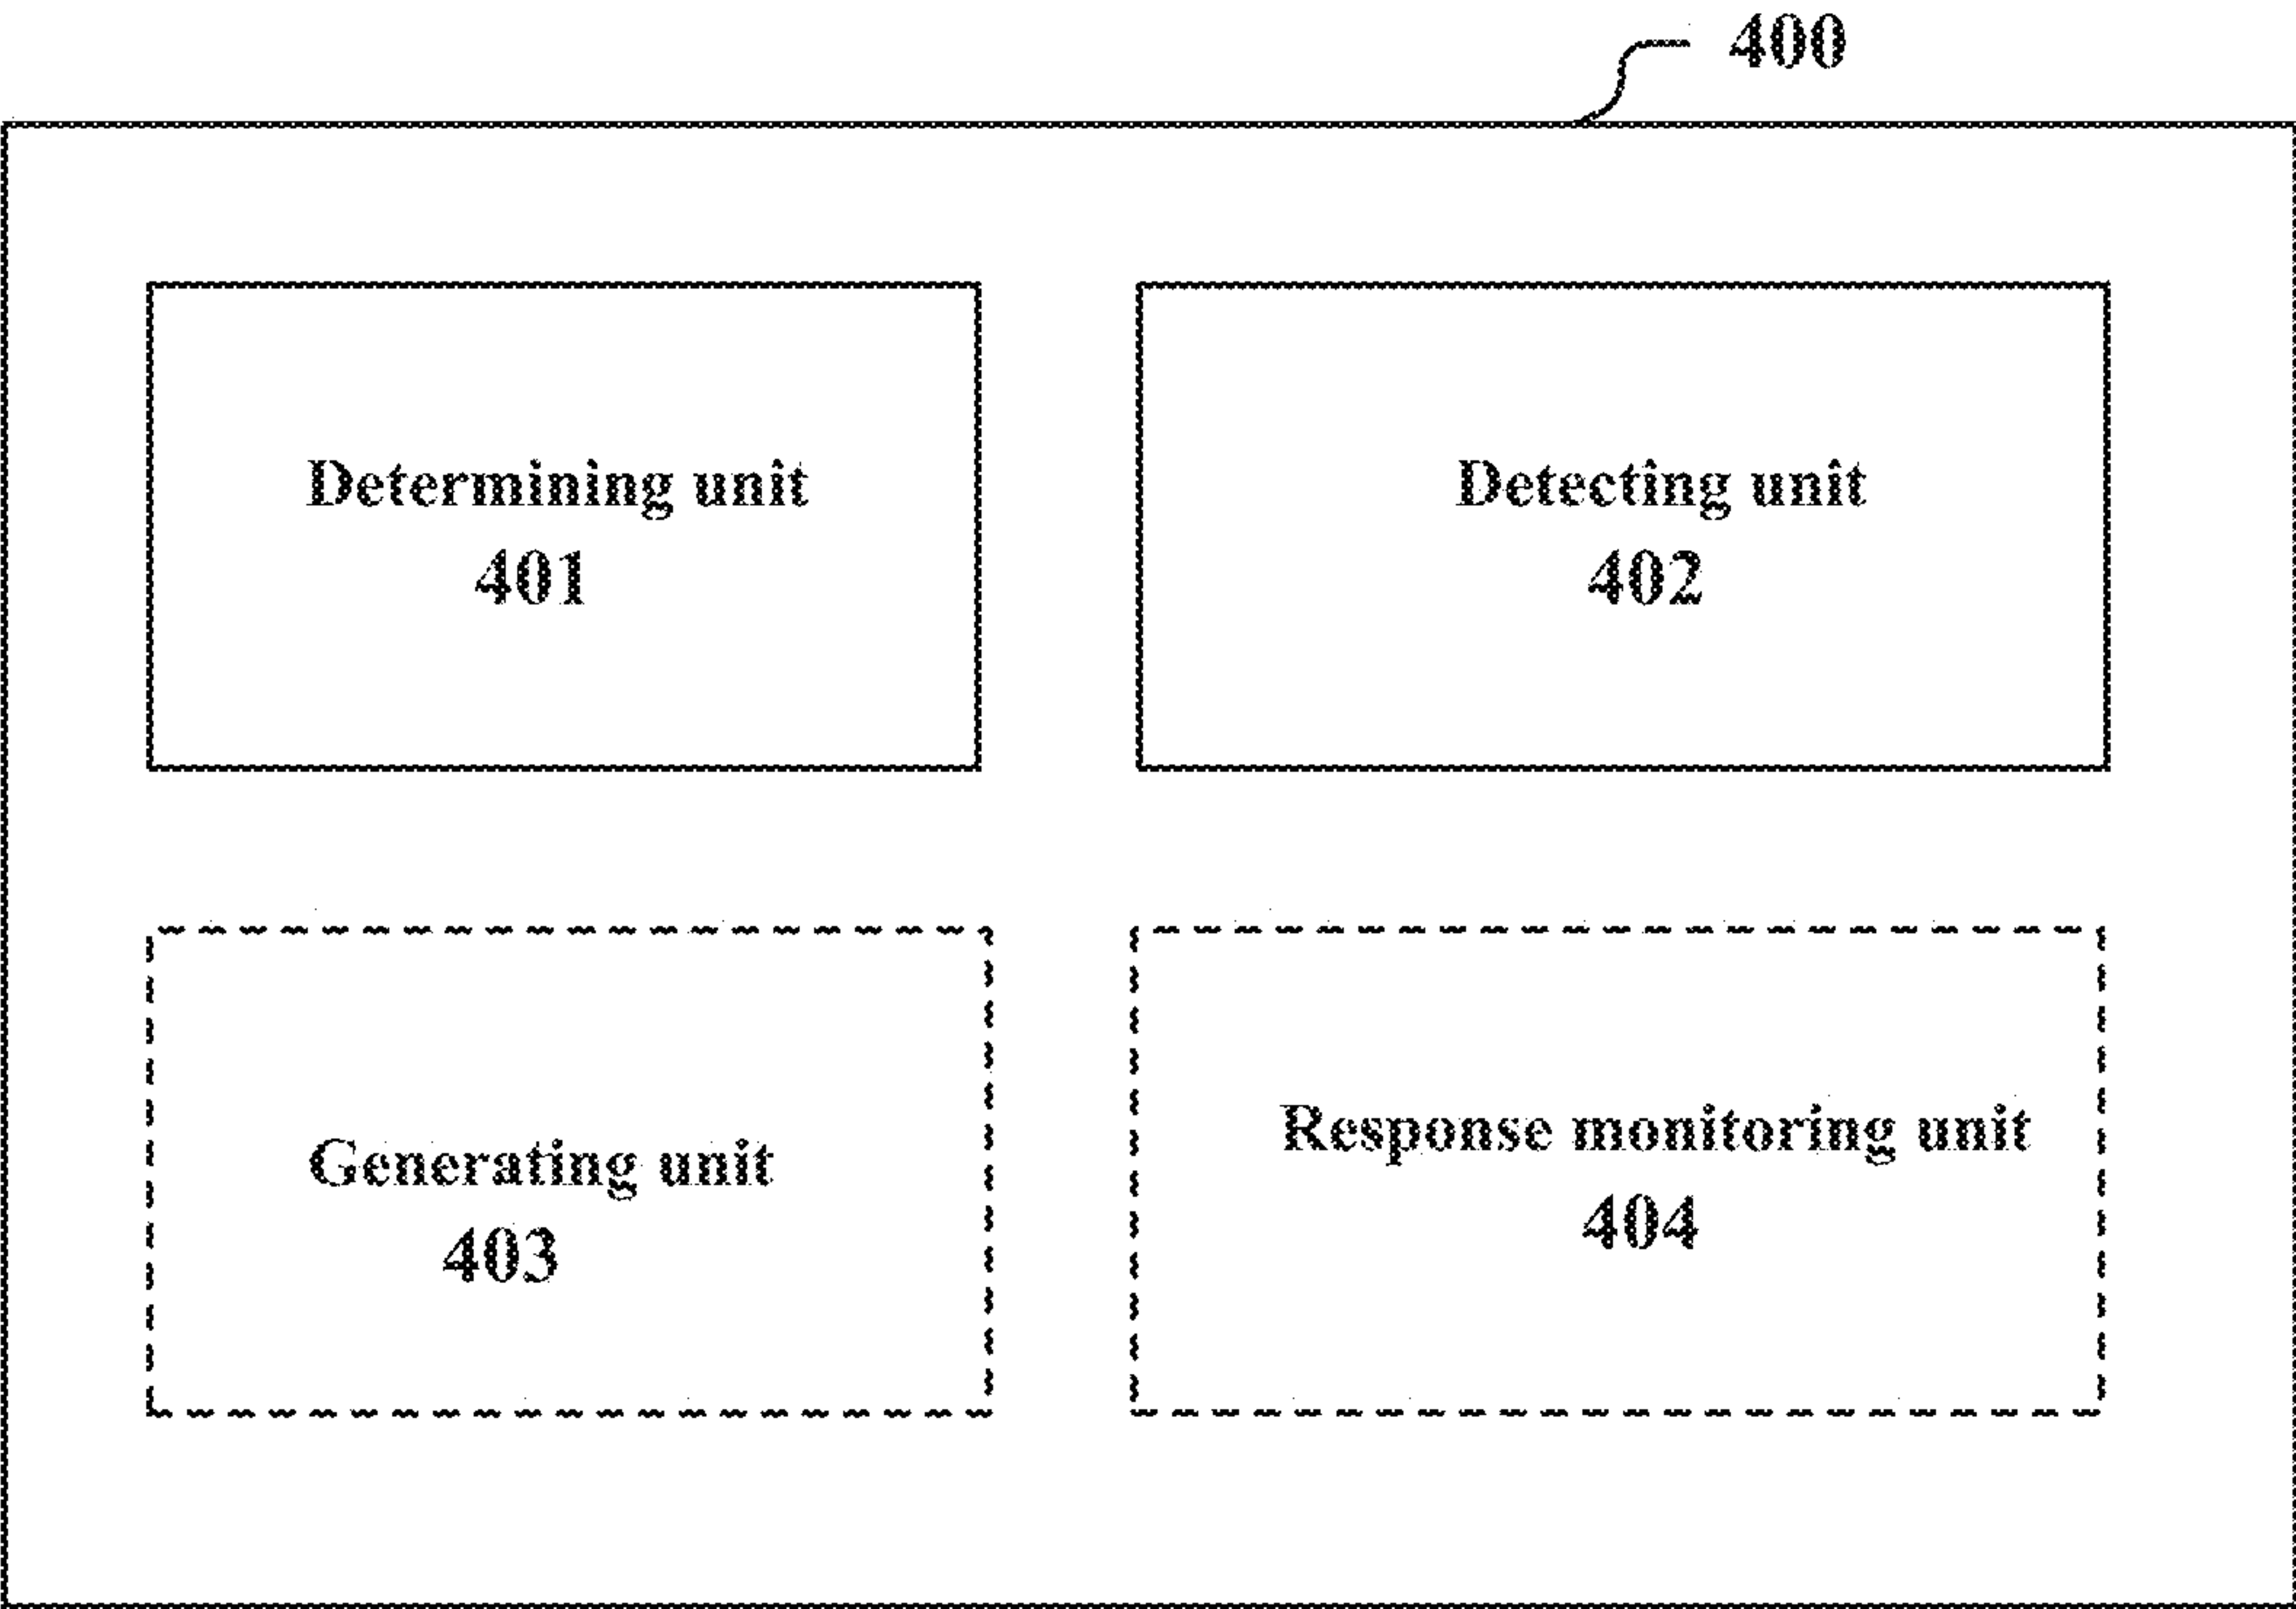 400
Determining unit
401
Detecting unit
402
Generating unit
403
Response monitoring unit
404